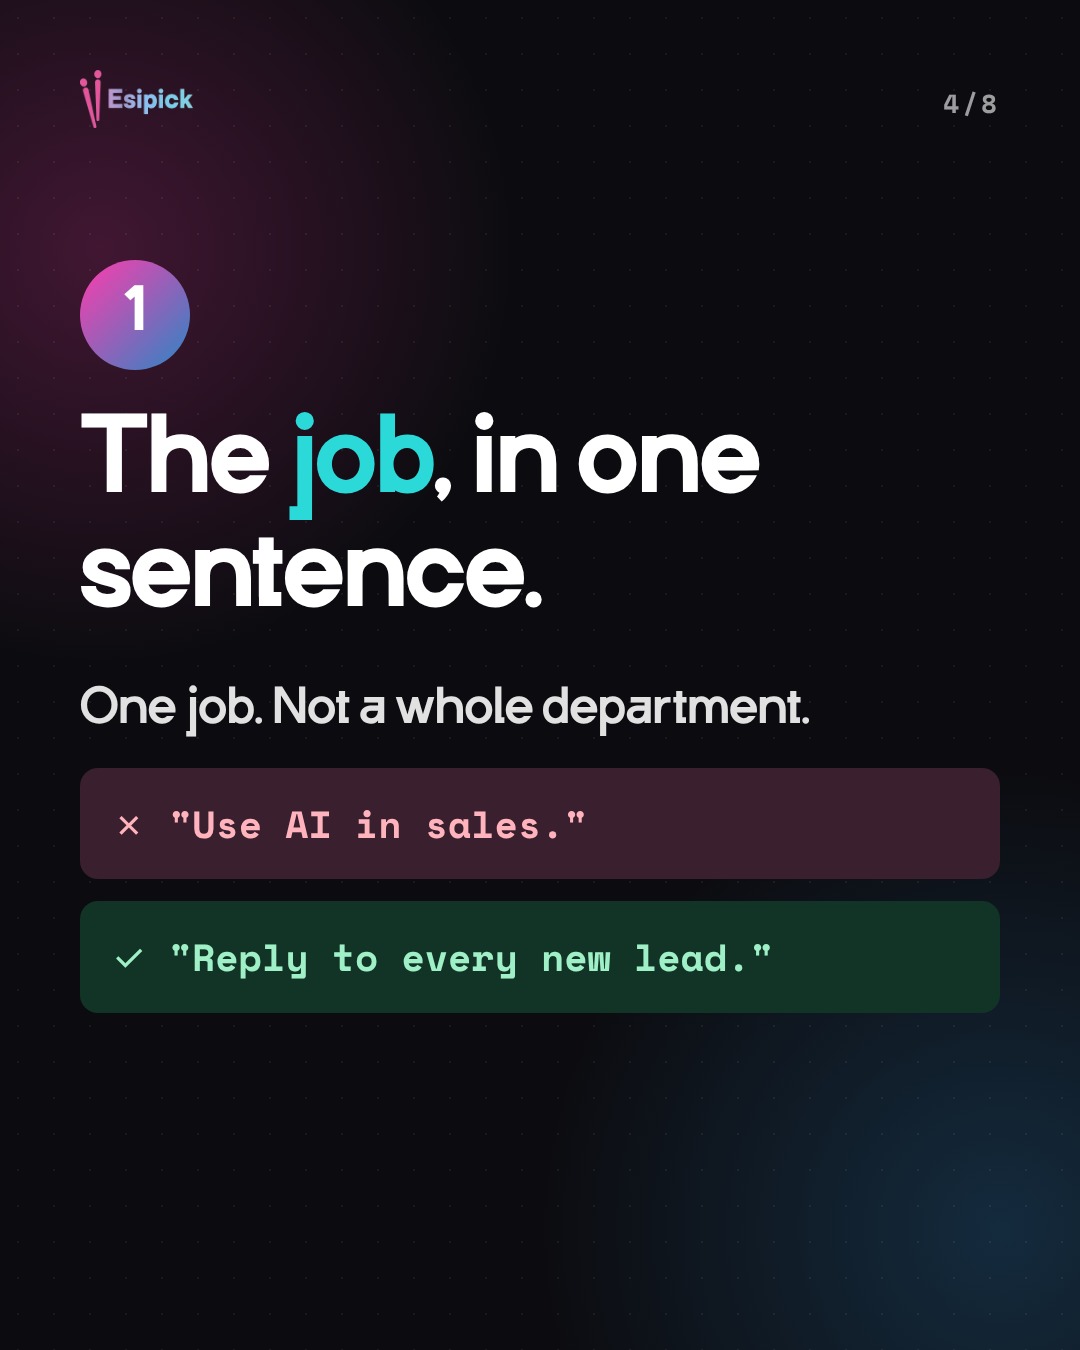 Esipick
4/8
1
The job, in one
sentence.
One job. Not a whole department.
✕ "Use AI in sales."
✓ "Reply to every new lead."